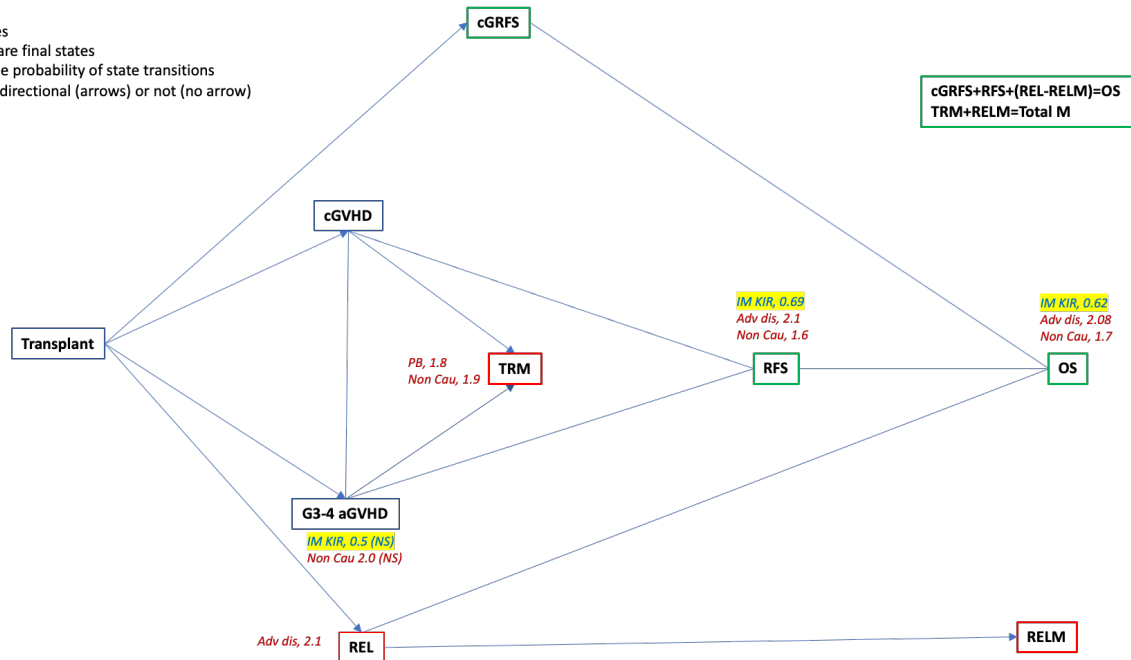 es
are final states
e probability of state transitions
directional (arrows) or not (no arrow)
cGRFS
cGRFS+RFS+(REL-RELM)=OS
TRM+RELM=Total M
cGVHD
Transplant
PB, 1.8
Non Cau, 1.9
TRM
IM KIR, 0.69
Adv dis, 2.1
Non Cau, 1.6
RFS
IM KIR, 0.62
Adv dis, 2.08
Non Cau, 1.7
OS
G3-4 aGVHD
IM KIR, 0.5 (NS)
Non Cau 2.0 (NS)
Adv dis, 2.1
REL
RELM